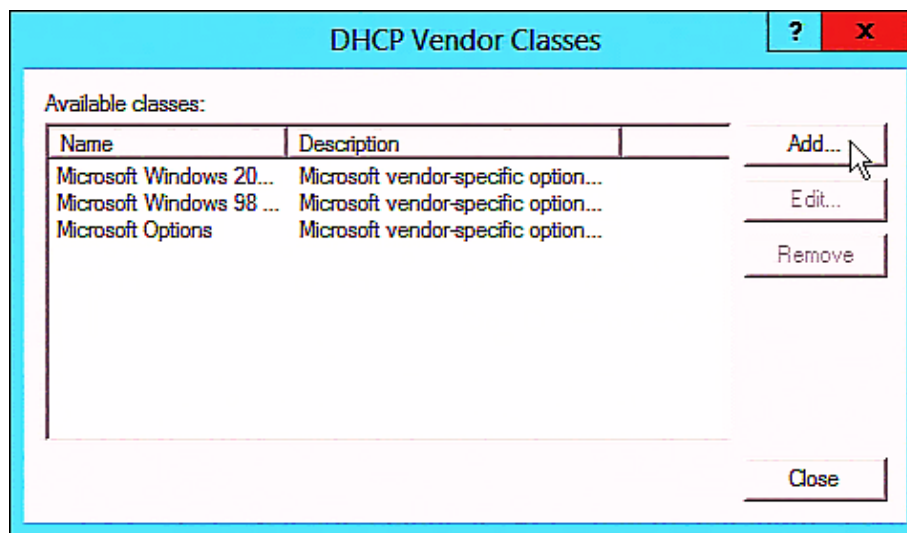 DHCP Vendor Classes
? x
Available classes:
Name Description
Microsoft Windows 20... Microsoft vendor-specific option...
Microsoft Windows 98 ... Microsoft vendor-specific option...
Microsoft Options Microsoft vendor-specific option...
Add...
Edit...
Remove
Close